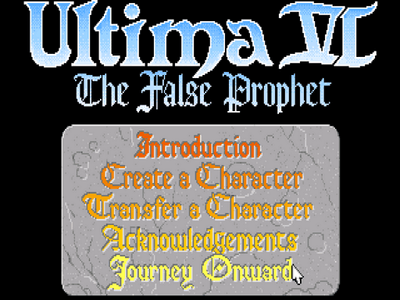 Ultima VI
The False Prophet
Introduction
Create a Character
Transfer a Character
Acknowledgements
Journey Onward